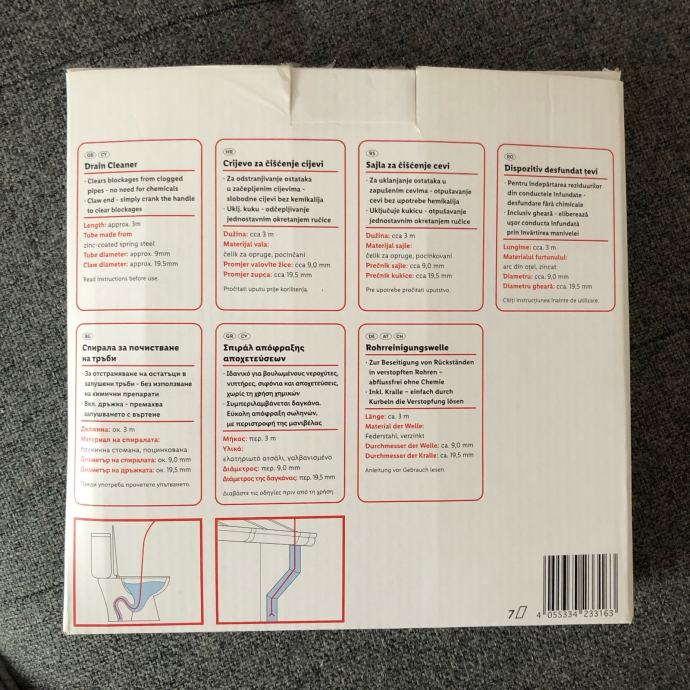 GB CY
Drain Cleaner
· Clears blockages from clogged
pipes - no need for chemicals
· Claw end - simply crank the handle
to clear blockages
Length: approx. 3m
Tube made from
zinc-coated spring steel
Tube diameter: approx. 9mm
Claw diameter: approx. 19.5mm
Read instructions before use.
HR
Crijevo za čišćenje cijevi
· Za odstranjivanje ostataka
u začepljenim cijevima -
slobodne cijevi bez kemikalija
· Uklj. kuku - odčepljivanje
jednostavnim okretanjem ručice
Dužina: cca 3 m
Materijal vala:
čelik za opruge, pocinčani
Promjer valovite žice: cca 9,0 mm
Promjer zupca: cca 19,5 mm
Pročitati uputu prije korištenja.
RS
Sajla za čišćenje cevi
· Za uklanjanje ostataka u
zapušenim cevima - otpušavanje
cevi bez upotrebe hemikalija
· Uključuje kukicu - otpušavanje
jednostavnim okretanjem ručice
Dužina: cca 3 m
Materijal sajle:
čelik za opruge, pocinkovani
Prečnik sajle: cca 9,0 mm
Prečnik kukice: cca 19,5 mm
Pre upotrebe pročitati uputstvo.
RO
Dispozitiv desfundat țevi
· Pentru îndepărtarea reziduurilor
din conductele înfundate -
desfundare fără chimicale
· Inclusiv gheară - eliberează
ușor conducta înfundată
prin învârtirea manivelei
Lungime: cca. 3 m
Materialul furtunului:
arc din oțel, zincat
Diametru: cca. 9,0 mm
Diametru gheară: cca. 19,5 mm
Citiți instrucțiunea înainte de utilizare.
BG
Спирала за почистване
на тръби
· За отстраняване на остатъци в
запушени тръби - без използване
на химични препарати
· Вкл. дръжка - премахва
запушването с въртене
Дължина: ок. 3 m
Материал на спиралата:
пружинна стомана, поцинкована
Диаметър на спиралата: ок. 9,0 mm
Диаметър на дръжката: ок. 19,5 mm
Преди употреба прочетете упътването.
GR CY
Σπιράλ απόφραξης
αποχετεύσεων
· Ιδανικό για βουλωμένους νεροχύτες,
νιπτήρες, σιφόνια και αποχετεύσεις,
χωρίς τη χρήση χημικών
· Συμπεριλαμβάνεται δαγκάνα.
Εύκολη απόφραξη σωλήνων,
με περιστροφή της μανιβέλας
Μήκος: περ. 3 m
Υλικό:
ελατηριωτό ατσάλι, γαλβανισμένο
Διάμετρος: περ. 9,0 mm
Διάμετρος της δαγκάνας: περ. 19,5 mm
Διαβάστε τις οδηγίες πριν από τη χρήση.
DE AT CH
Rohrreinigungswelle
· Zur Beseitigung von Rückständen
in verstopften Rohren –
abflussfrei ohne Chemie
· Inkl. Kralle – einfach durch
Kurbeln die Verstopfung lösen
Länge: ca. 3 m
Material der Welle:
Federstahl, verzinkt
Durchmesser der Welle: ca. 9,0 mm
Durchmesser der Kralle: ca. 19,5 mm
Anleitung vor Gebrauch lesen.
7
4 055334 233163